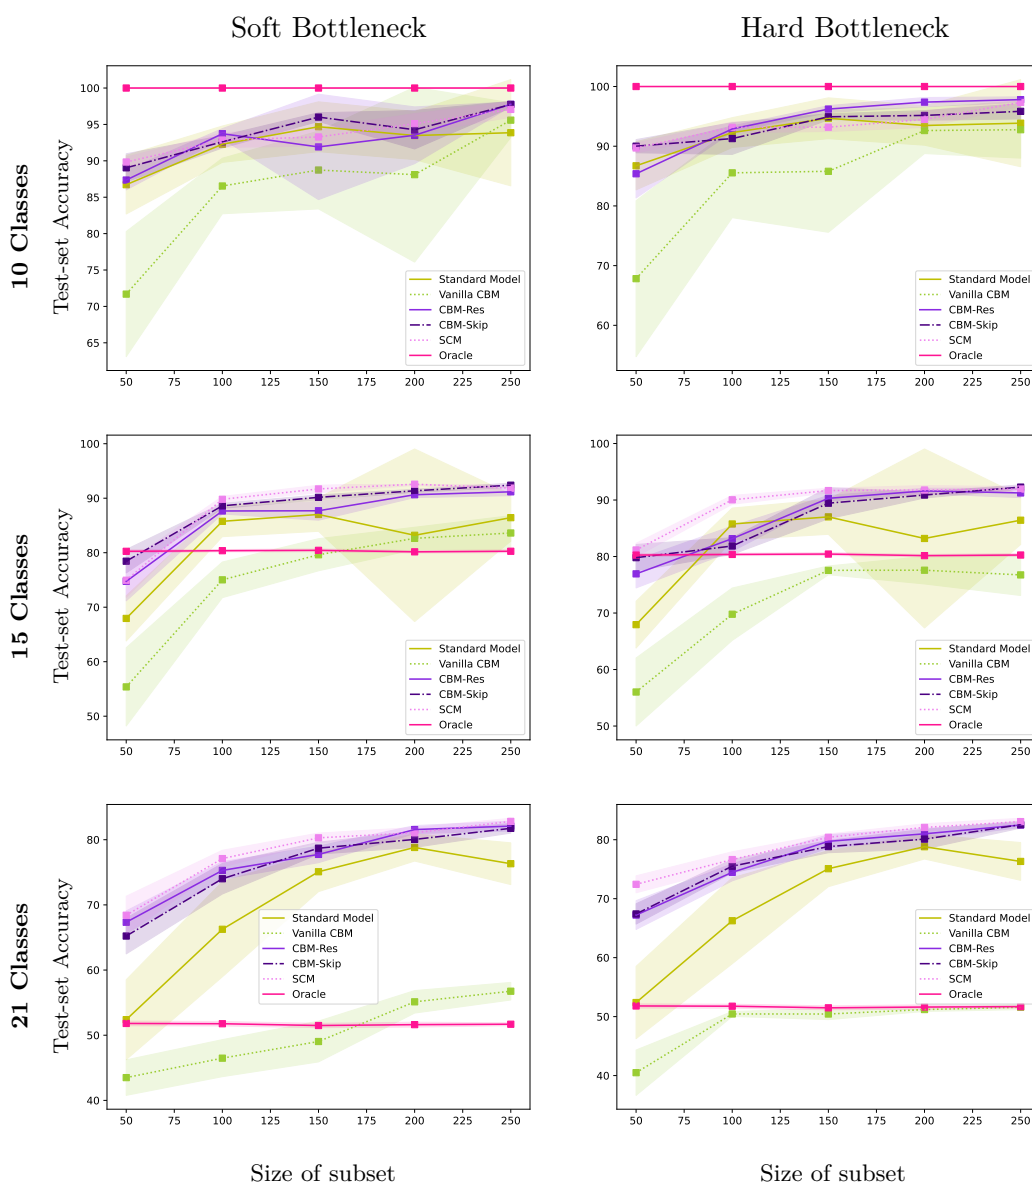 Soft Bottleneck
Hard Bottleneck
10 Classes
Test-set Accuracy
100
95
90
85
80
75
70
65
50
75
100
125
150
175
200
225
250
Standard Model
Vanilla CBM
CBM-Res
CBM-Skip
SCM
Oracle
100
90
80
70
60
50
75
100
125
150
175
200
225
250
Standard Model
Vanilla CBM
CBM-Res
CBM-Skip
SCM
Oracle
15 Classes
Test-set Accuracy
100
90
80
70
60
50
50
75
100
125
150
175
200
225
250
Standard Model
Vanilla CBM
CBM-Res
CBM-Skip
SCM
Oracle
100
90
80
70
60
50
50
75
100
125
150
175
200
225
250
Standard Model
Vanilla CBM
CBM-Res
CBM-Skip
SCM
Oracle
21 Classes
Test-set Accuracy
80
70
60
50
40
50
75
100
125
150
175
200
225
250
Standard Model
Vanilla CBM
CBM-Res
CBM-Skip
SCM
Oracle
80
70
60
50
40
50
75
100
125
150
175
200
225
250
Standard Model
Vanilla CBM
CBM-Res
CBM-Skip
SCM
Oracle
Size of subset
Size of subset